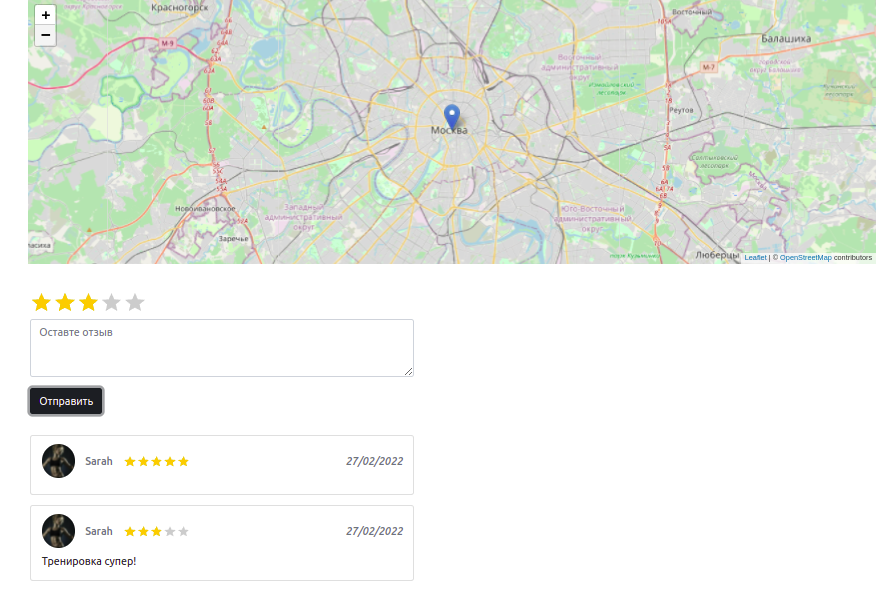 Красногорск
Восточный
+
−
М-9
Балашиха
М-7
Восточный
административный
округ
Реутов
Москва
Новоивановское
Западный
административный
округ
Заречье
Юго-Восточный
административный
округ
Люберцы
Leaflet | © OpenStreetMap contributors
Оставте отзыв
Отправить
Sarah
27/02/2022
Sarah
27/02/2022
Тренировка супер!